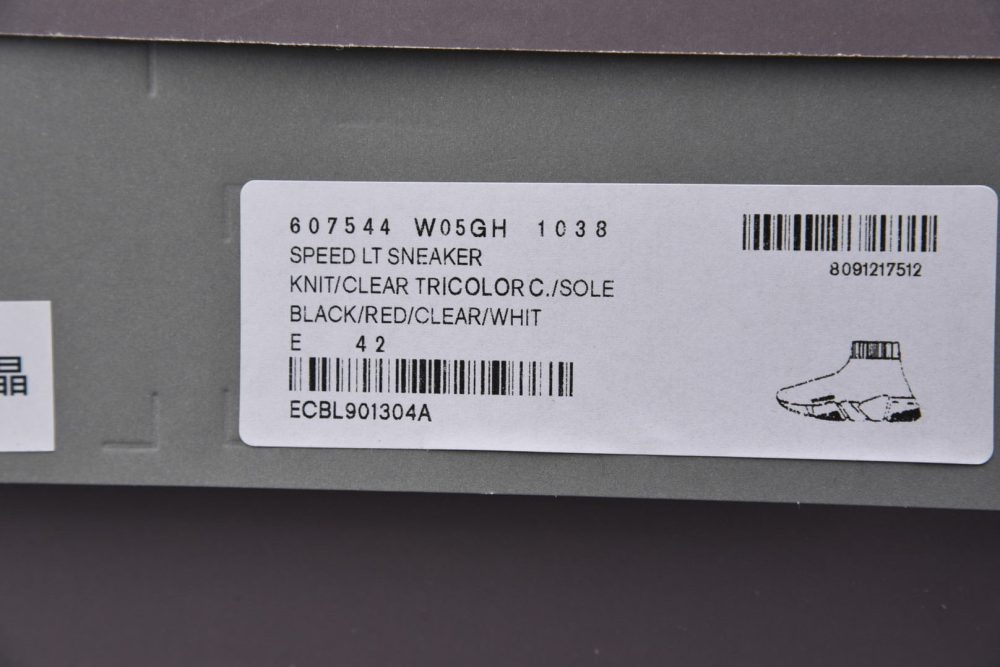 607544 W05GH 1038
SPEED LT SNEAKER
KNIT/CLEAR TRICOLOR C./SOLE
BLACK/RED/CLEAR/WHIT
E 42
ECBL901304A
8091217512
晶